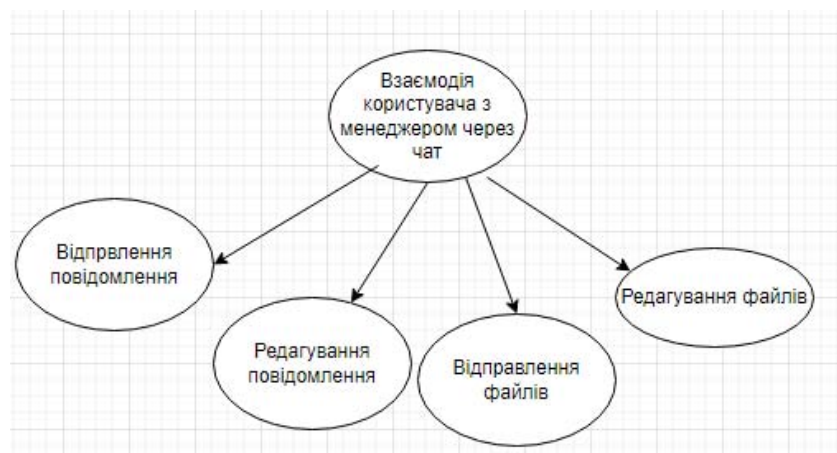 Взаємодія
користувача з
менеджером через
чат
Відпрвлення
повідомлення
Редагування
повідомлення
Відправлення
файлів
Редагування файлів